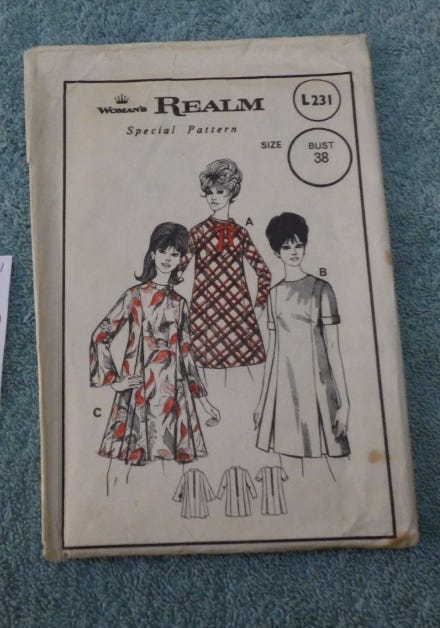 WOMAN'S REALM
L231
Special Pattern
SIZE
BUST
38
A
B
C